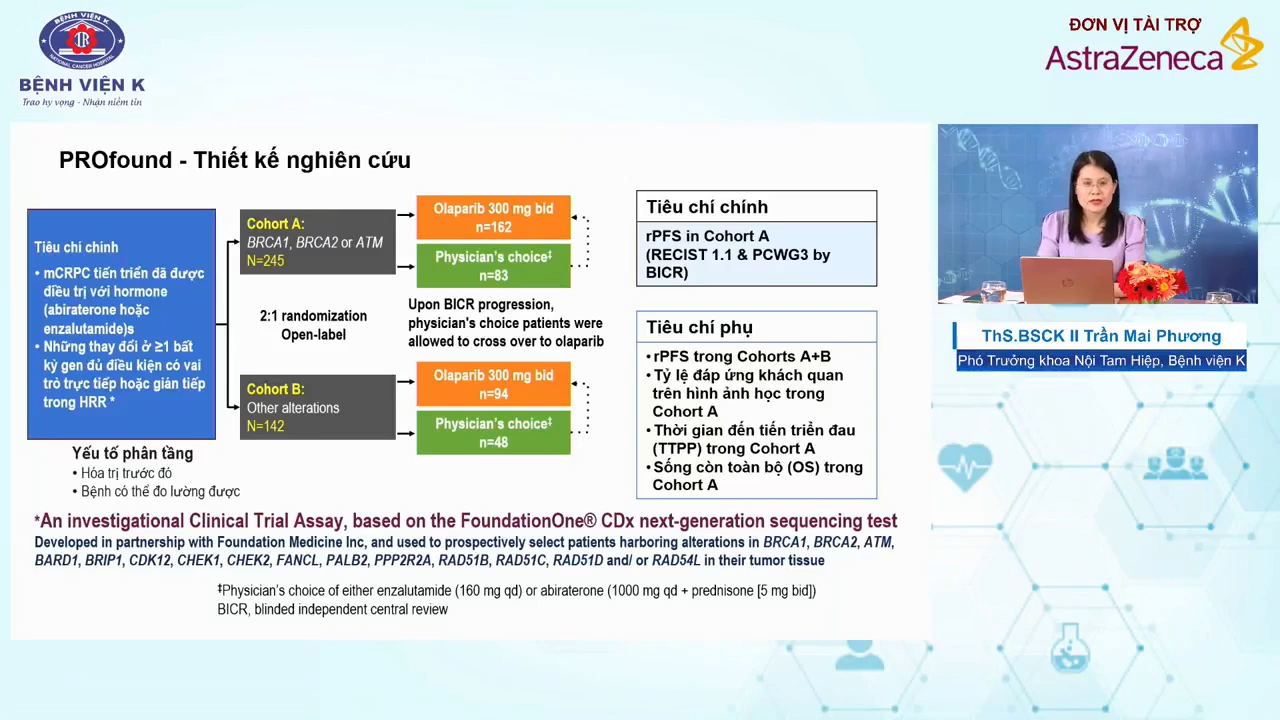 NATIONAL CANCER HOSPITAL
BỆNH VIỆN K
Trao hy vọng - Nhận niềm tin
ĐƠN VỊ TÀI TRỢ
AstraZeneca
PROfound - Thiết kế nghiên cứu
Tiêu chí chính
• mCRPC tiến triển đã được
điều trị với hormone
(abiraterone hoặc
enzalutamide)s
• Những thay đổi ở ≥1 bất
kỳ gen đủ điều kiện có vai
trò trực tiếp hoặc gián tiếp
trong HRR *
Yếu tố phân tầng
• Hóa trị trước đó
• Bệnh có thể đo lường được
Cohort A:
BRCA1, BRCA2 or ATM
N=245
2:1 randomization
Open-label
Cohort B:
Other alterations
N=142
Olaparib 300 mg bid
n=162
Physician's choice‡
n=83
Upon BICR progression,
physician's choice patients were
allowed to cross over to olaparib
Olaparib 300 mg bid
n=94
Physician's choice‡
n=48
Tiêu chí chính
rPFS in Cohort A
(RECIST 1.1 & PCWG3 by
BICR)
Tiêu chí phụ
• rPFS trong Cohorts A+B
• Tỷ lệ đáp ứng khách quan
trên hình ảnh học trong
Cohort A
• Thời gian đến tiến triển đau
(TTPP) trong Cohort A
• Sống còn toàn bộ (OS) trong
Cohort A
*An investigational Clinical Trial Assay, based on the FoundationOne® CDx next-generation sequencing test
Developed in partnership with Foundation Medicine Inc, and used to prospectively select patients harboring alterations in BRCA1, BRCA2, ATM,
BARD1, BRIP1, CDK12, CHEK1, CHEK2, FANCL, PALB2, PPP2R2A, RAD51B, RAD51C, RAD51D and/ or RAD54L in their tumor tissue
‡Physician's choice of either enzalutamide (160 mg qd) or abiraterone (1000 mg qd + prednisone [5 mg bid])
BICR, blinded independent central review
ThS.BSCK II Trần Mai Phương
Phó Trưởng khoa Nội Tam Hiệp, Bệnh viện K